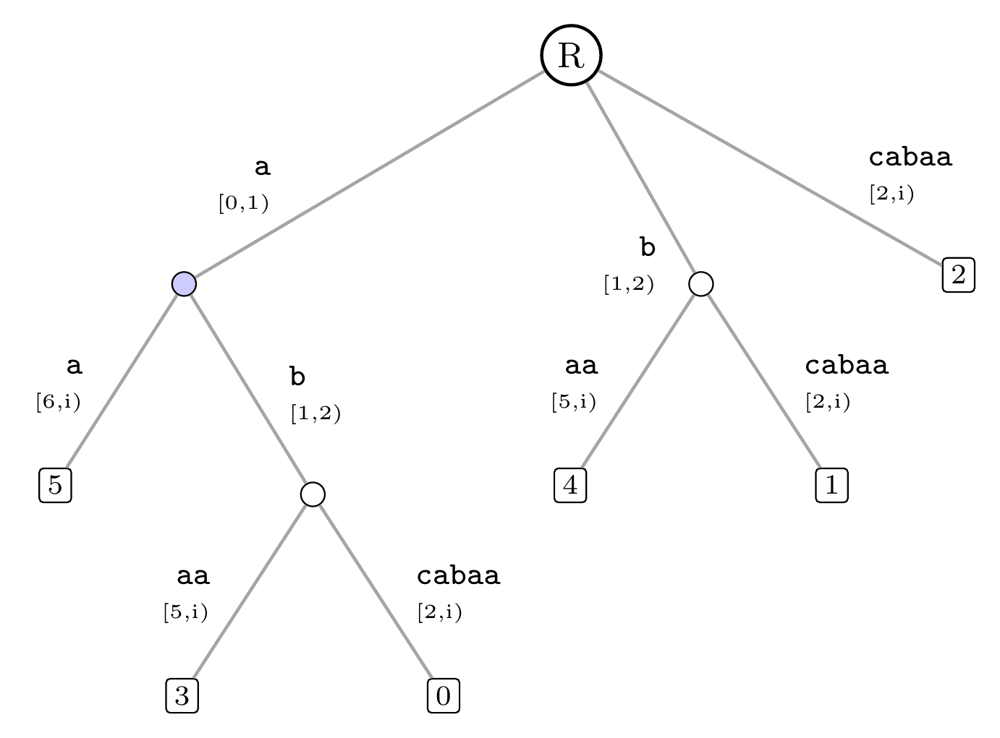 R
a
[0,1)
cabaa
[2,i)
b
[1,2)
2
a
[6,i)
b
[1,2)
aa
[5,i)
cabaa
[2,i)
5
4
1
aa
[5,i)
cabaa
[2,i)
3
0